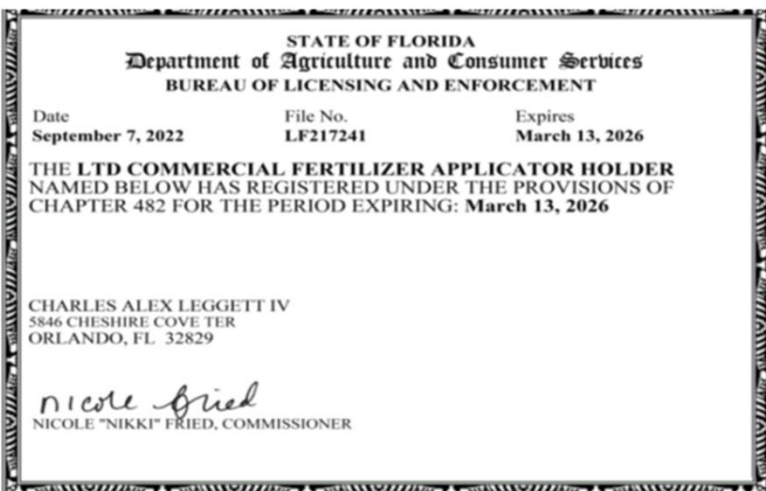 STATE OF FLORIDA
Department of Agriculture and Consumer Services
BUREAU OF LICENSING AND ENFORCEMENT
Date File No. Expires
September 7, 2022 LF217241 March 13, 2026
THE LTD COMMERCIAL FERTILIZER APPLICATOR HOLDER
NAMED BELOW HAS REGISTERED UNDER THE PROVISIONS OF
CHAPTER 482 FOR THE PERIOD EXPIRING: March 13, 2026
CHARLES ALEX LEGGETT IV
5846 CHESHIRE COVE TER
ORLANDO, FL 32829
nicole fried
NICOLE "NIKKI" FRIED, COMMISSIONER